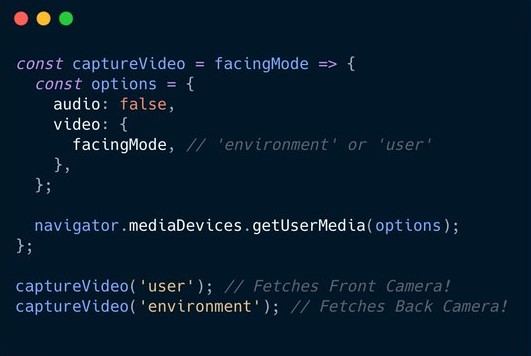 const captureVideo = facingMode => {
  const options = {
    audio: false,
    video: {
      facingMode, // 'environment' or 'user'
    },
  };

  navigator.mediaDevices.getUserMedia(options);
};

captureVideo('user'); // Fetches Front Camera!
captureVideo('environment'); // Fetches Back Camera!